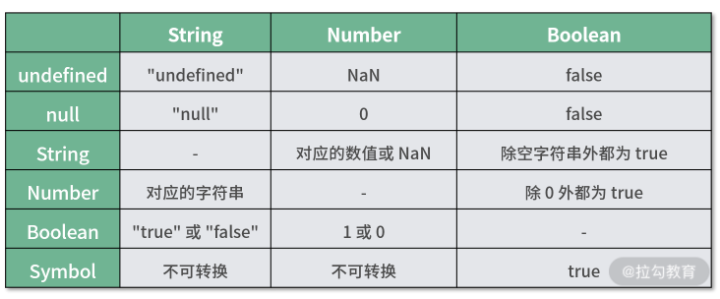 String Number Boolean
undefined "undefined" NaN false
null "null" 0 false
String - 对应的数值或 NaN 除空字符串外都为 true
Number 对应的字符串 - 除 0 外都为 true
Boolean "true" 或 "false" 1 或 0 -
Symbol 不可转换 不可转换 true
@拉勾教育